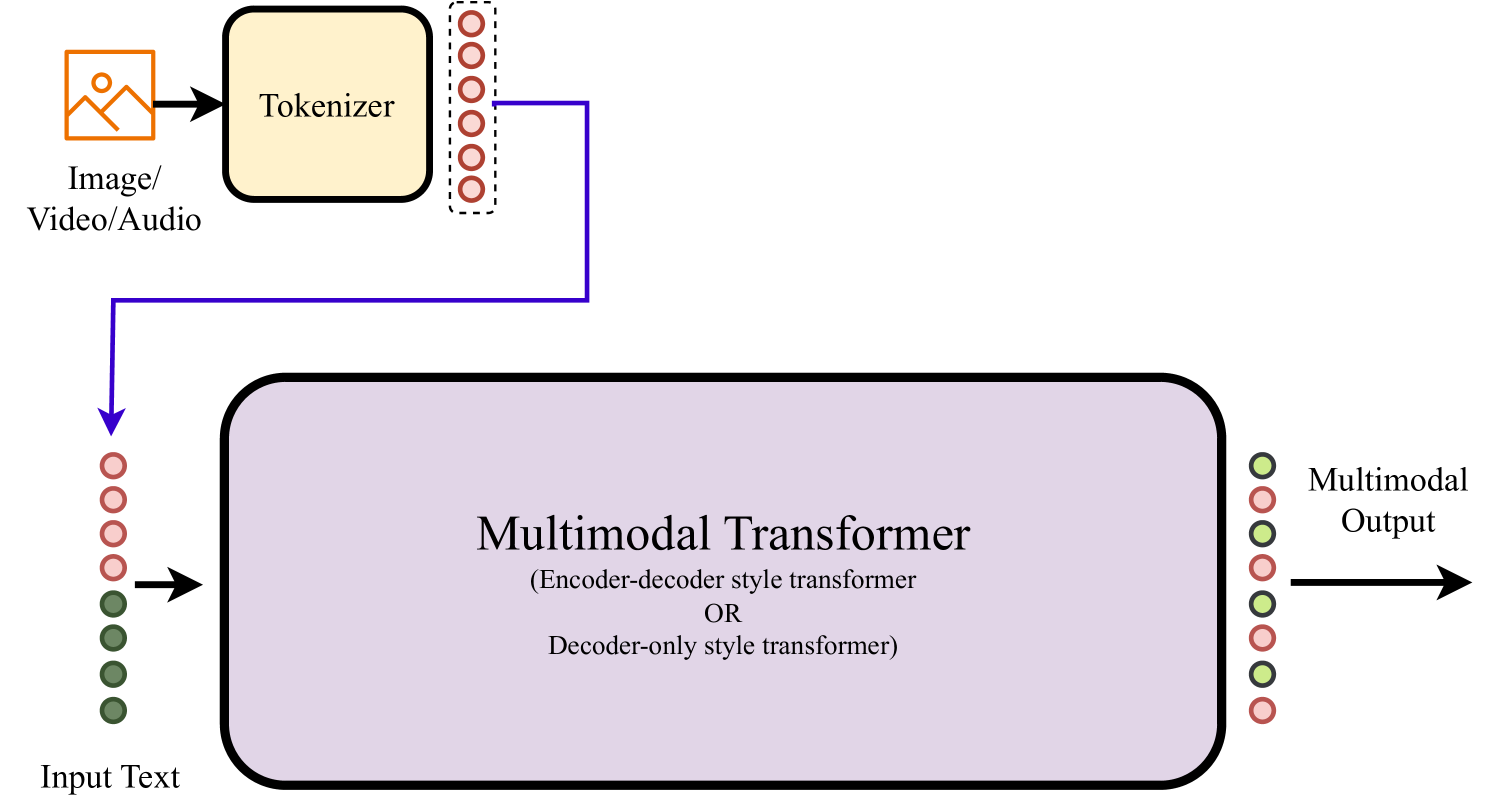 Tokenizer
Image/
Video/Audio
Multimodal Transformer
(Encoder-decoder style transformer
OR
Decoder-only style transformer)
Multimodal
Output
Input Text